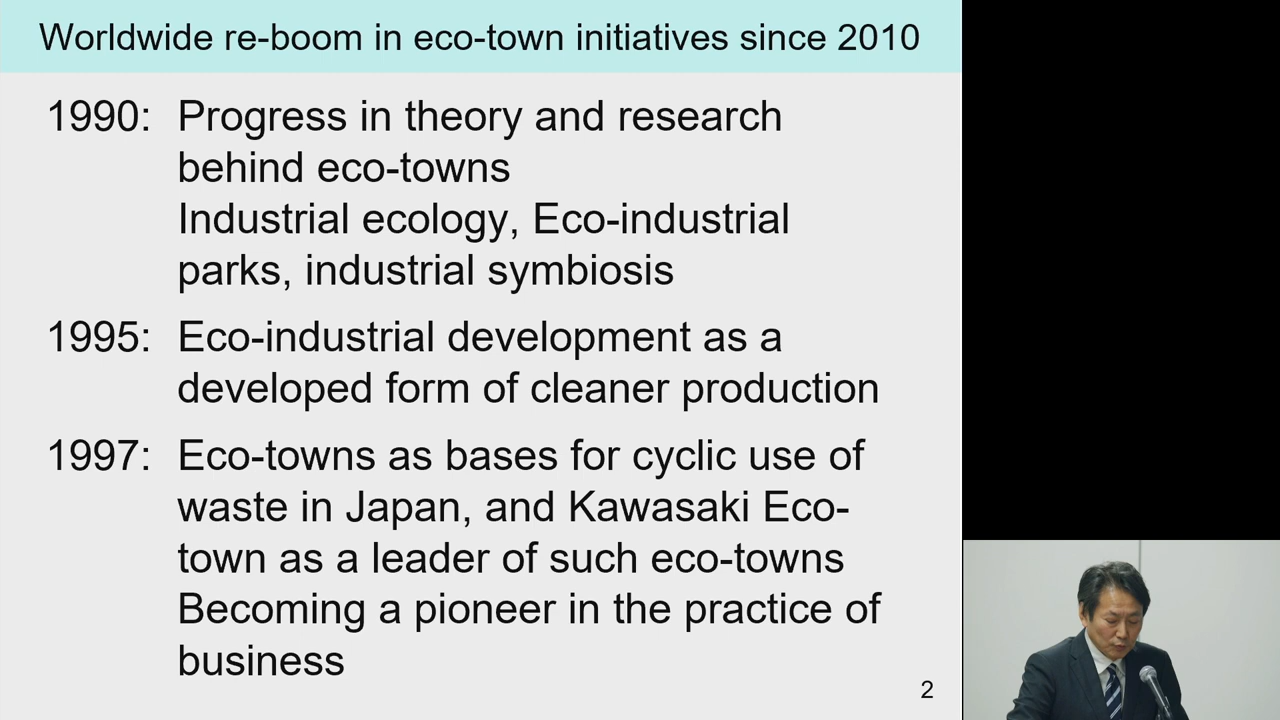 Worldwide re-boom in eco-town initiatives since 2010
1990: Progress in theory and research
behind eco-towns
Industrial ecology, Eco-industrial
parks, industrial symbiosis
1995: Eco-industrial development as a
developed form of cleaner production
1997: Eco-towns as bases for cyclic use of
waste in Japan, and Kawasaki Eco-
town as a leader of such eco-towns
Becoming a pioneer in the practice of
business
2